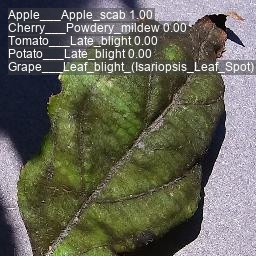 Apple___Apple_scab 1.00
Cherry___Powdery_mildew 0.00
Tomato___Late_blight 0.00
Potato___Late_blight 0.00
Grape___Leaf_blight_(Isariopsis_Leaf_Spot)